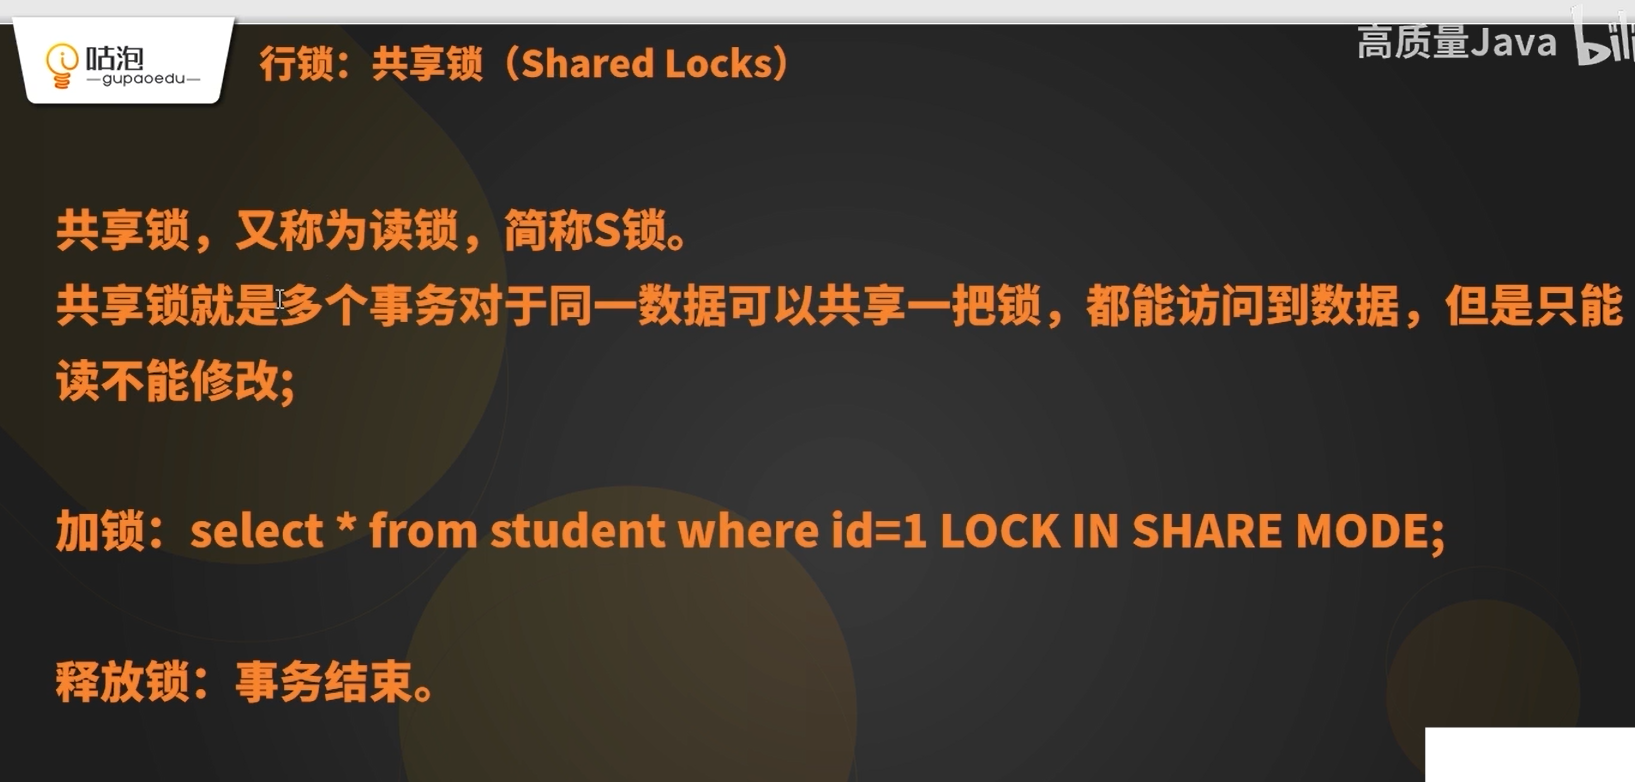 咕泡
—gupaoedu—
行锁：共享锁（Shared Locks）
高质量Java
共享锁，又称为读锁，简称S锁。
共享锁就是多个事务对于同一数据可以共享一把锁，都能访问到数据，但是只能
读不能修改;
加锁：select * from student where id=1 LOCK IN SHARE MODE;
释放锁：事务结束。